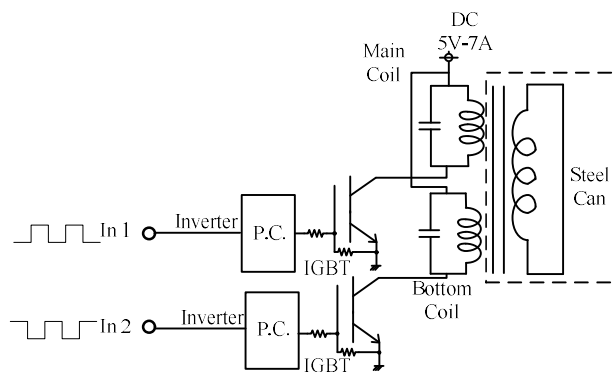 DC
5V-7A
Main
Coil
Steel
Can
In 1
Inverter
P.C.
IGBT
Bottom
Coil
In 2
Inverter
P.C.
IGBT